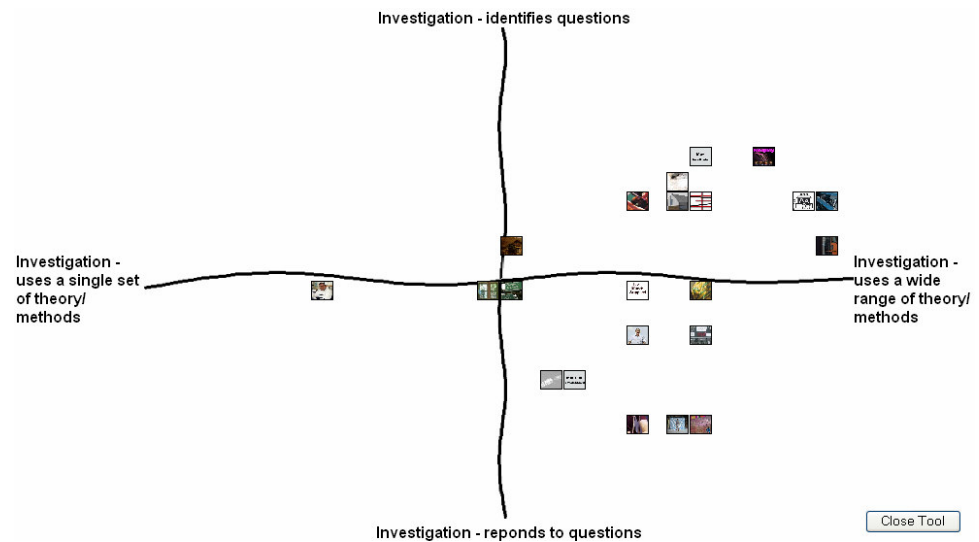 Investigation - identifies questions
Investigation -
uses a single set
of theory/
methods
Investigation -
uses a wide
range of theory/
methods
Investigation - reponds to questions
Close Tool